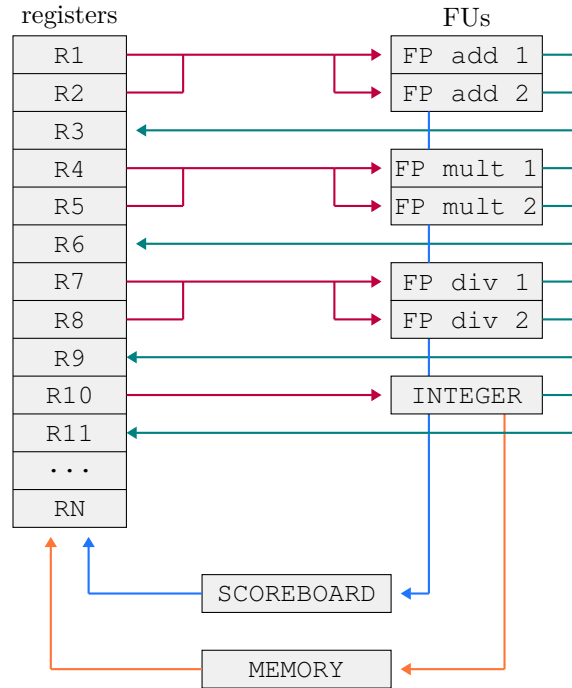 registers
R1
R2
R3
R4
R5
R6
R7
R8
R9
R10
R11
...
RN
FUs
FP add 1
FP add 2
FP mult 1
FP mult 2
FP div 1
FP div 2
INTEGER
SCOREBOARD
MEMORY